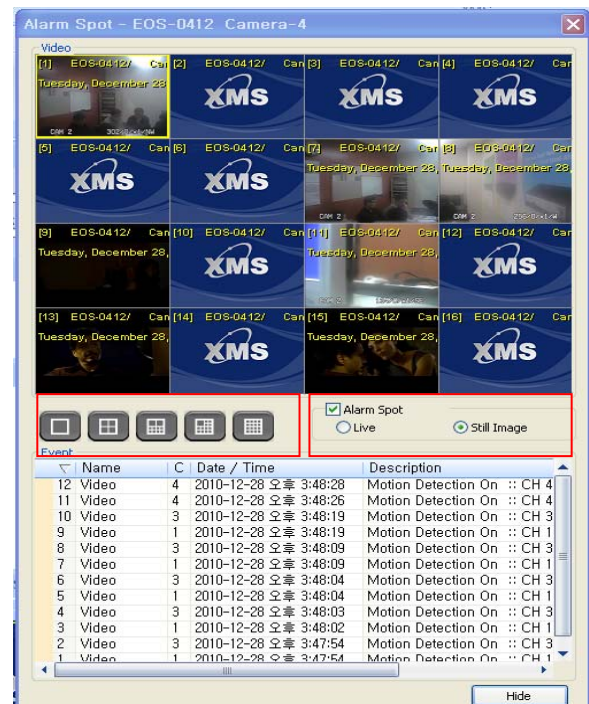 Alarm Spot - EOS-0412 Camera-4
Video
[1] EOS-0412/ Can [2] EOS-0412/ Can [3] EOS-0412/ Can [4] EOS-0412/ Car
Tuesday, December 28
XMS XMS XMS
CAM 2
[5] EOS-0412/ Can [6] EOS-0412/ Can [7] EOS-0412/ Can [8] EOS-0412/ Car
Tuesday, December 28, Tuesday, December 28,
XMS XMS
CAM 2 CAM 2
[9] EOS-0412/ Can [10] EOS-0412/ Can [11] EOS-0412/ Can [12] EOS-0412/ Car
Tuesday, December 28, Tuesday, December 28,
XMS XMS
[13] EOS-0412/ Can [14] EOS-0412/ Can [15] EOS-0412/ Can [16] EOS-0412/ Car
Tuesday, December 28, Tuesday, December 28,
XMS XMS
Alarm Spot
Live Still Image
Event
Name C Date / Time Description
12 Video 4 2010-12-28 오후 3:48:28 Motion Detection On :: CH 4
11 Video 4 2010-12-28 오후 3:48:26 Motion Detection On :: CH 4
10 Video 3 2010-12-28 오후 3:48:19 Motion Detection On :: CH 3
9 Video 1 2010-12-28 오후 3:48:19 Motion Detection On :: CH 1
8 Video 3 2010-12-28 오후 3:48:09 Motion Detection On :: CH 3
7 Video 1 2010-12-28 오후 3:48:09 Motion Detection On :: CH 1
6 Video 3 2010-12-28 오후 3:48:04 Motion Detection On :: CH 3
5 Video 1 2010-12-28 오후 3:48:04 Motion Detection On :: CH 1
4 Video 3 2010-12-28 오후 3:48:03 Motion Detection On :: CH 3
3 Video 1 2010-12-28 오후 3:48:02 Motion Detection On :: CH 1
2 Video 3 2010-12-28 오후 3:47:54 Motion Detection On :: CH 3
1 Video 1 2010-12-28 오후 3:47:54 Motion Detection On :: CH 1
Hide